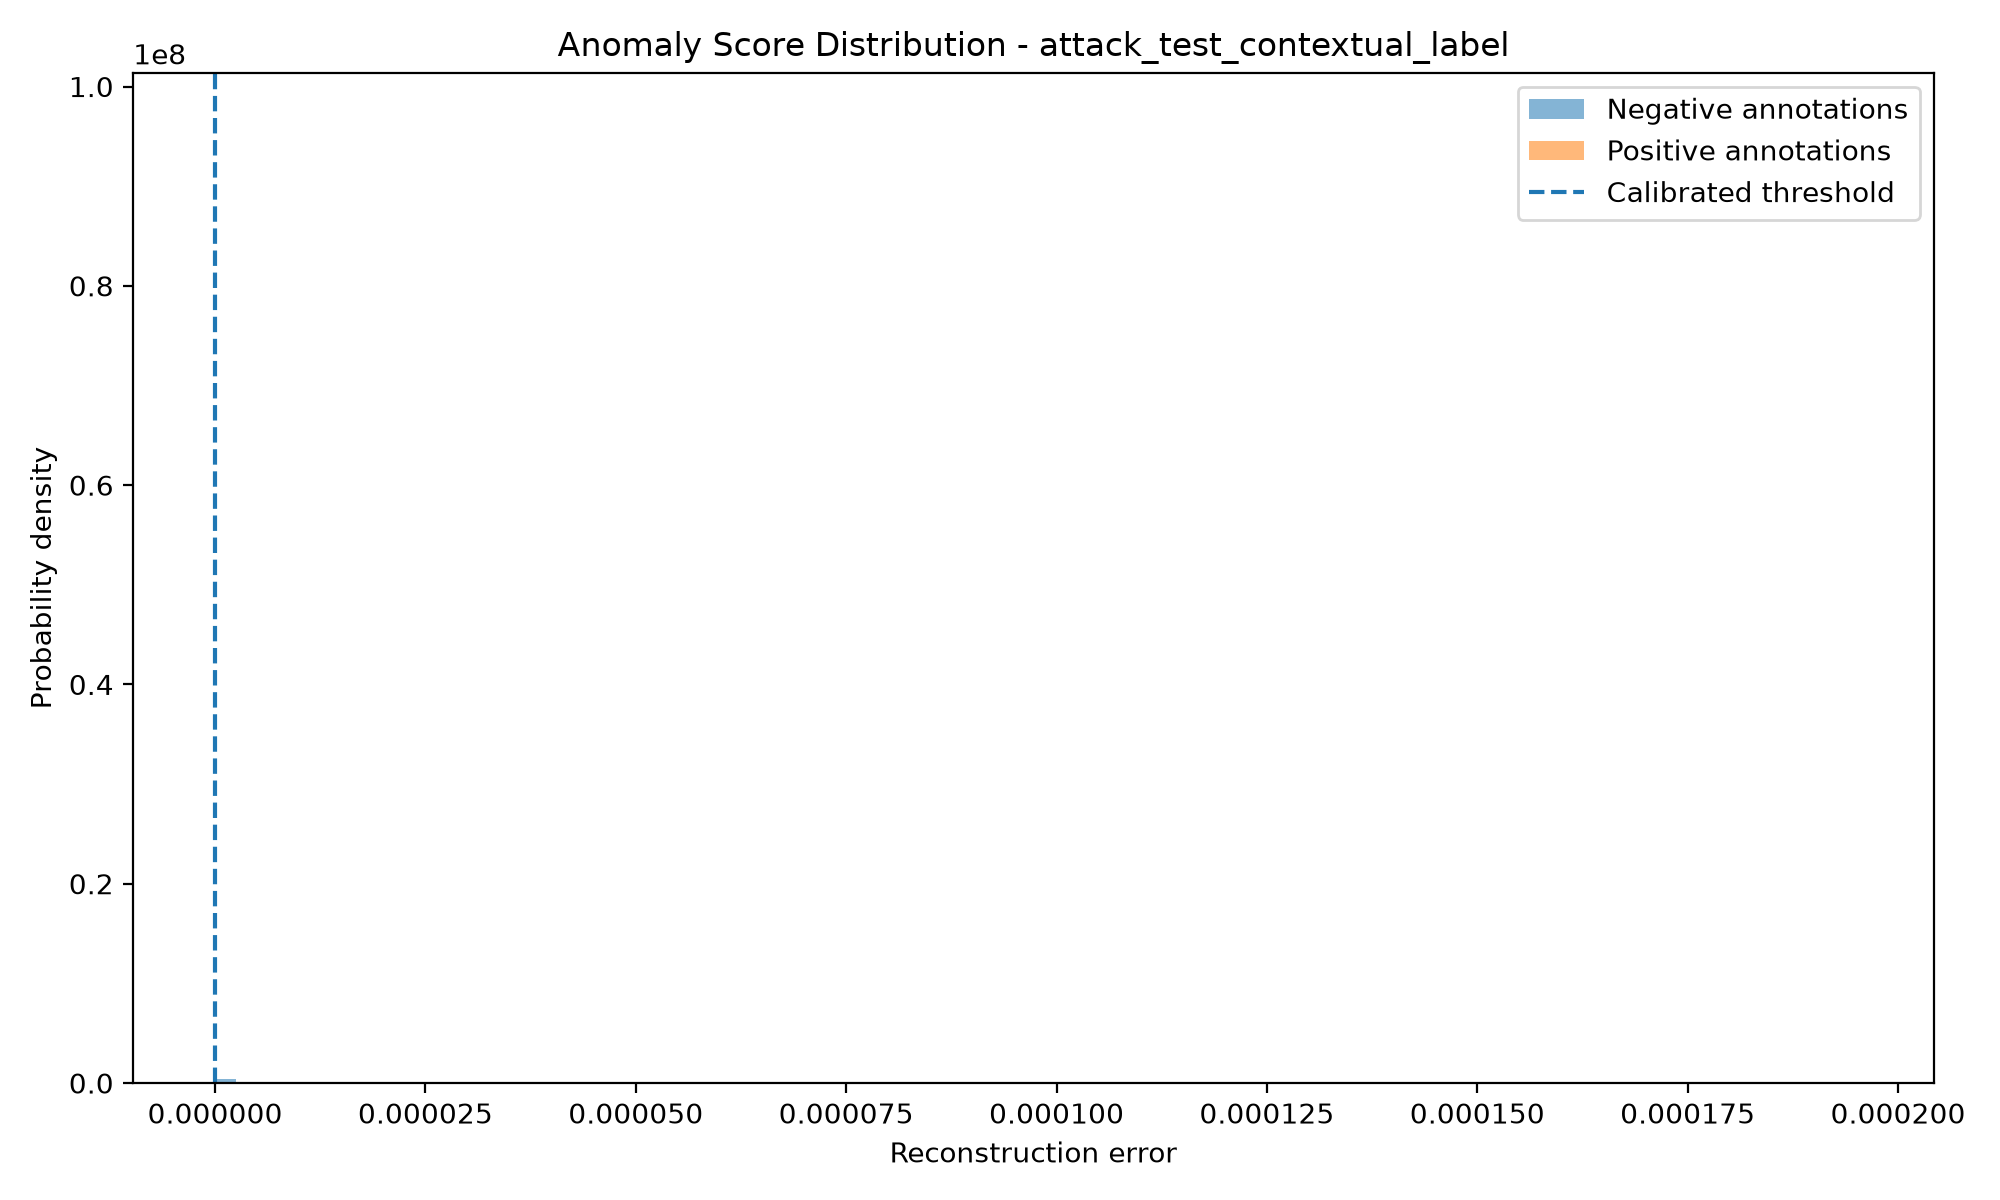 Anomaly Score Distribution - attack_test_contextual_label
1e8
1.0
0.8
0.6
0.4
0.2
0.0
Probability density
Negative annotations
Positive annotations
Calibrated threshold
0.000000 0.000025 0.000050 0.000075 0.000100 0.000125 0.000150 0.000175 0.000200
Reconstruction error